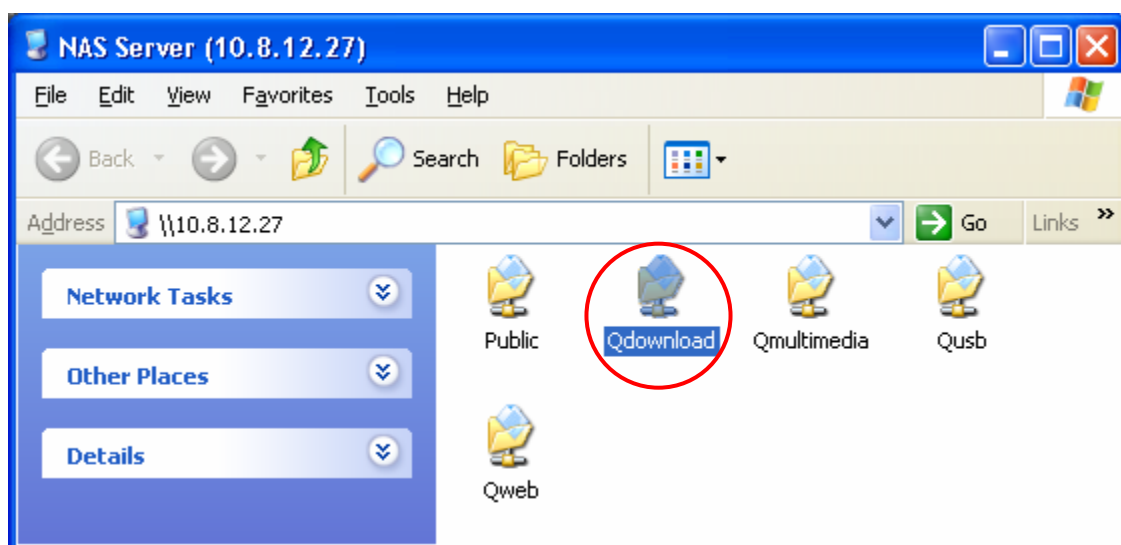 NAS Server (10.8.12.27)
File Edit View Favorites Tools Help
Back Search Folders
Address \\10.8.12.27 Go Links »
Network Tasks
Other Places
Details
Public Qdownload Qmultimedia Qusb
Qweb